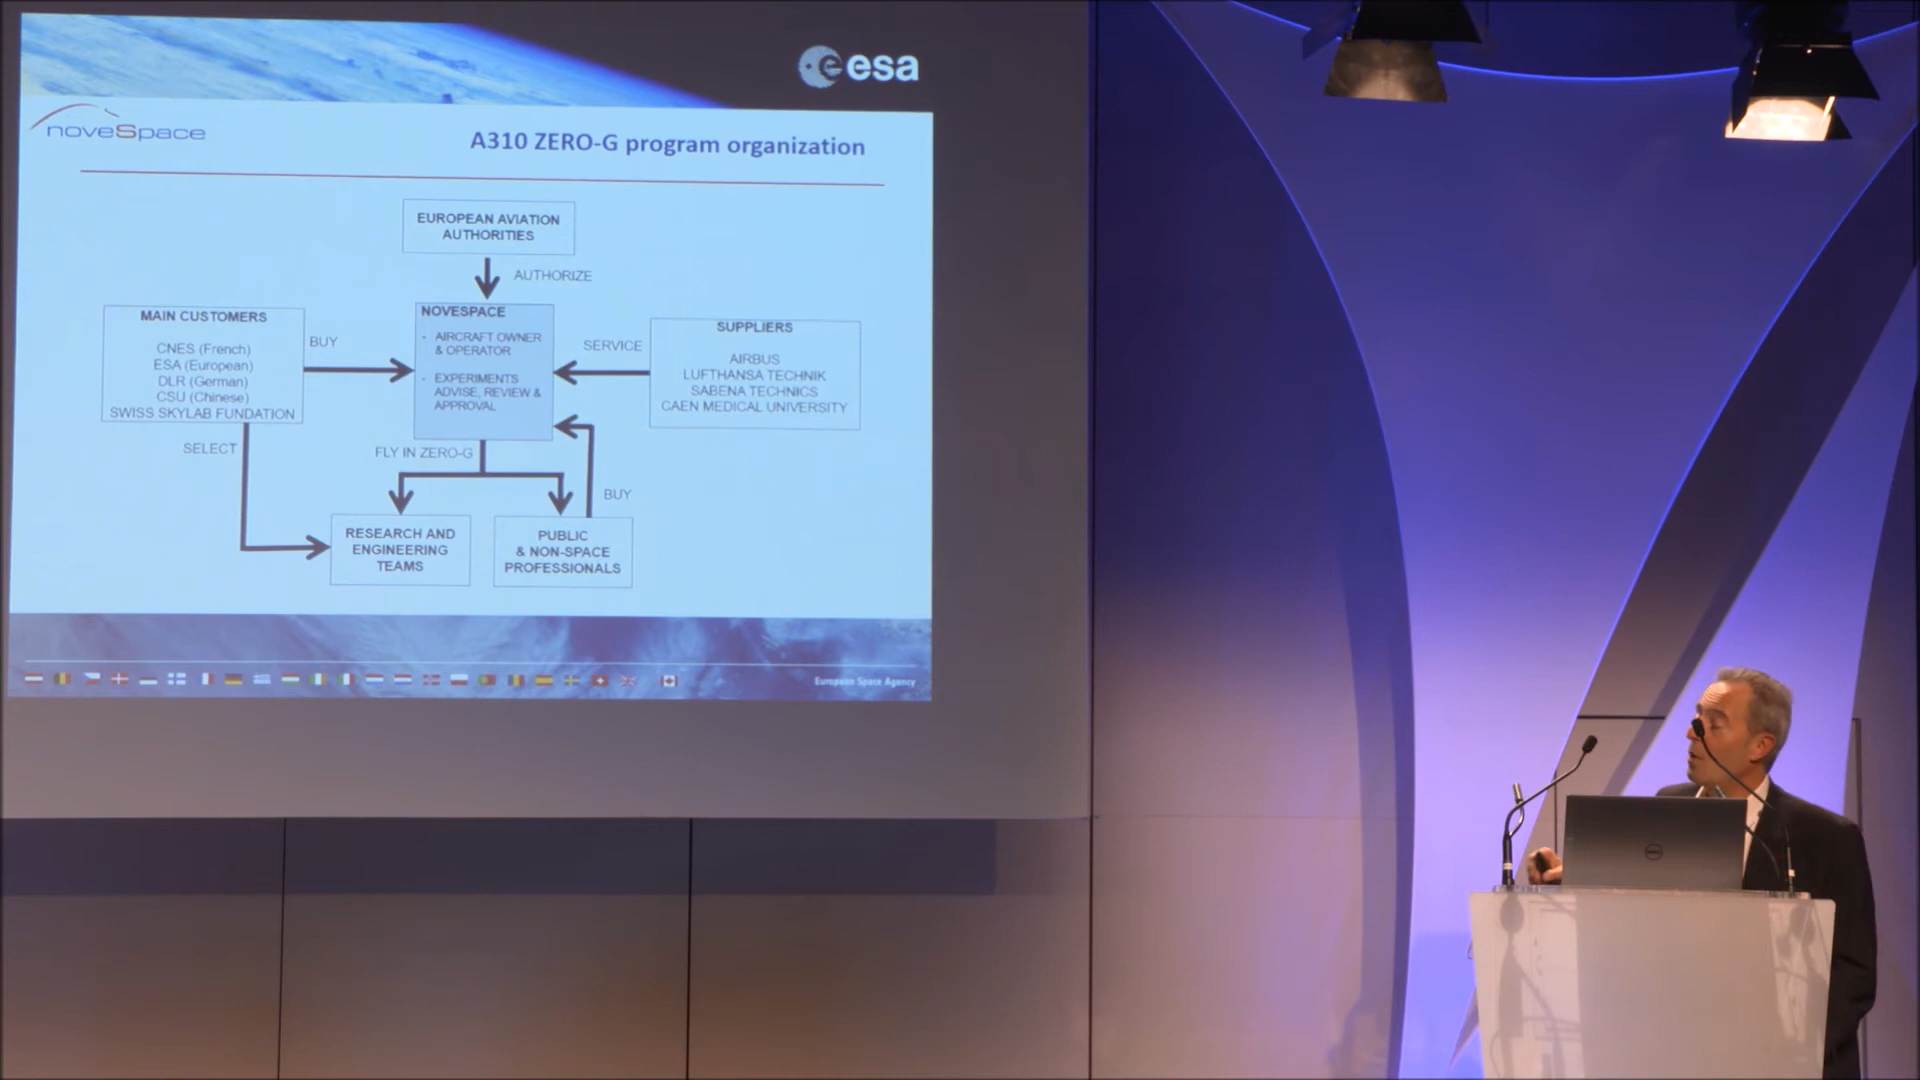 esa
noveSpace
A310 ZERO-G program organization
EUROPEAN AVIATION
AUTHORITIES
AUTHORIZE
MAIN CUSTOMERS
CNES (French)
ESA (European)
DLR (German)
CSU (Chinese)
SWISS SKYLAB FUNDATION
BUY
NOVESPACE
- AIRCRAFT OWNER
& OPERATOR
- EXPERIMENTS
ADVISE, REVIEW &
APPROVAL
SERVICE
SUPPLIERS
AIRBUS
LUFTHANSA TECHNIK
SABENA TECHNICS
CAEN MEDICAL UNIVERSITY
SELECT
FLY IN ZERO-G
BUY
RESEARCH AND
ENGINEERING
TEAMS
PUBLIC
& NON-SPACE
PROFESSIONALS
European Space Agency
DELL